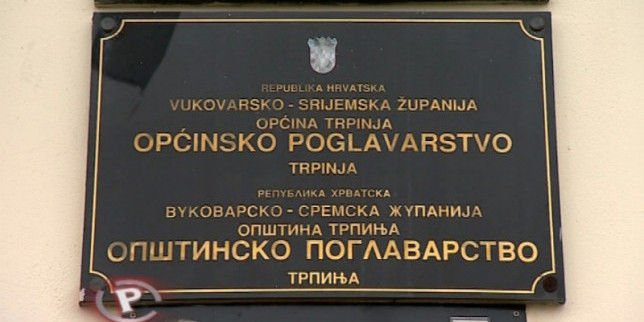 REPUBLIKA HRVATSKA
VUKOVARSKO - SRIJEMSKA ŽUPANIJA
OPĆINA TRPINJA
OPĆINSKO POGLAVARSTVO
TRPINJA
РЕПУБЛИКА ХРВАТСКА
ВУКОВАРСКО - СРЕМСКА ЖУПАНИЈА
ОПШТИНА ТРПИЊА
ОПШТИНСКО ПОГЛАВАРСТВО
ТРПИЊА
P